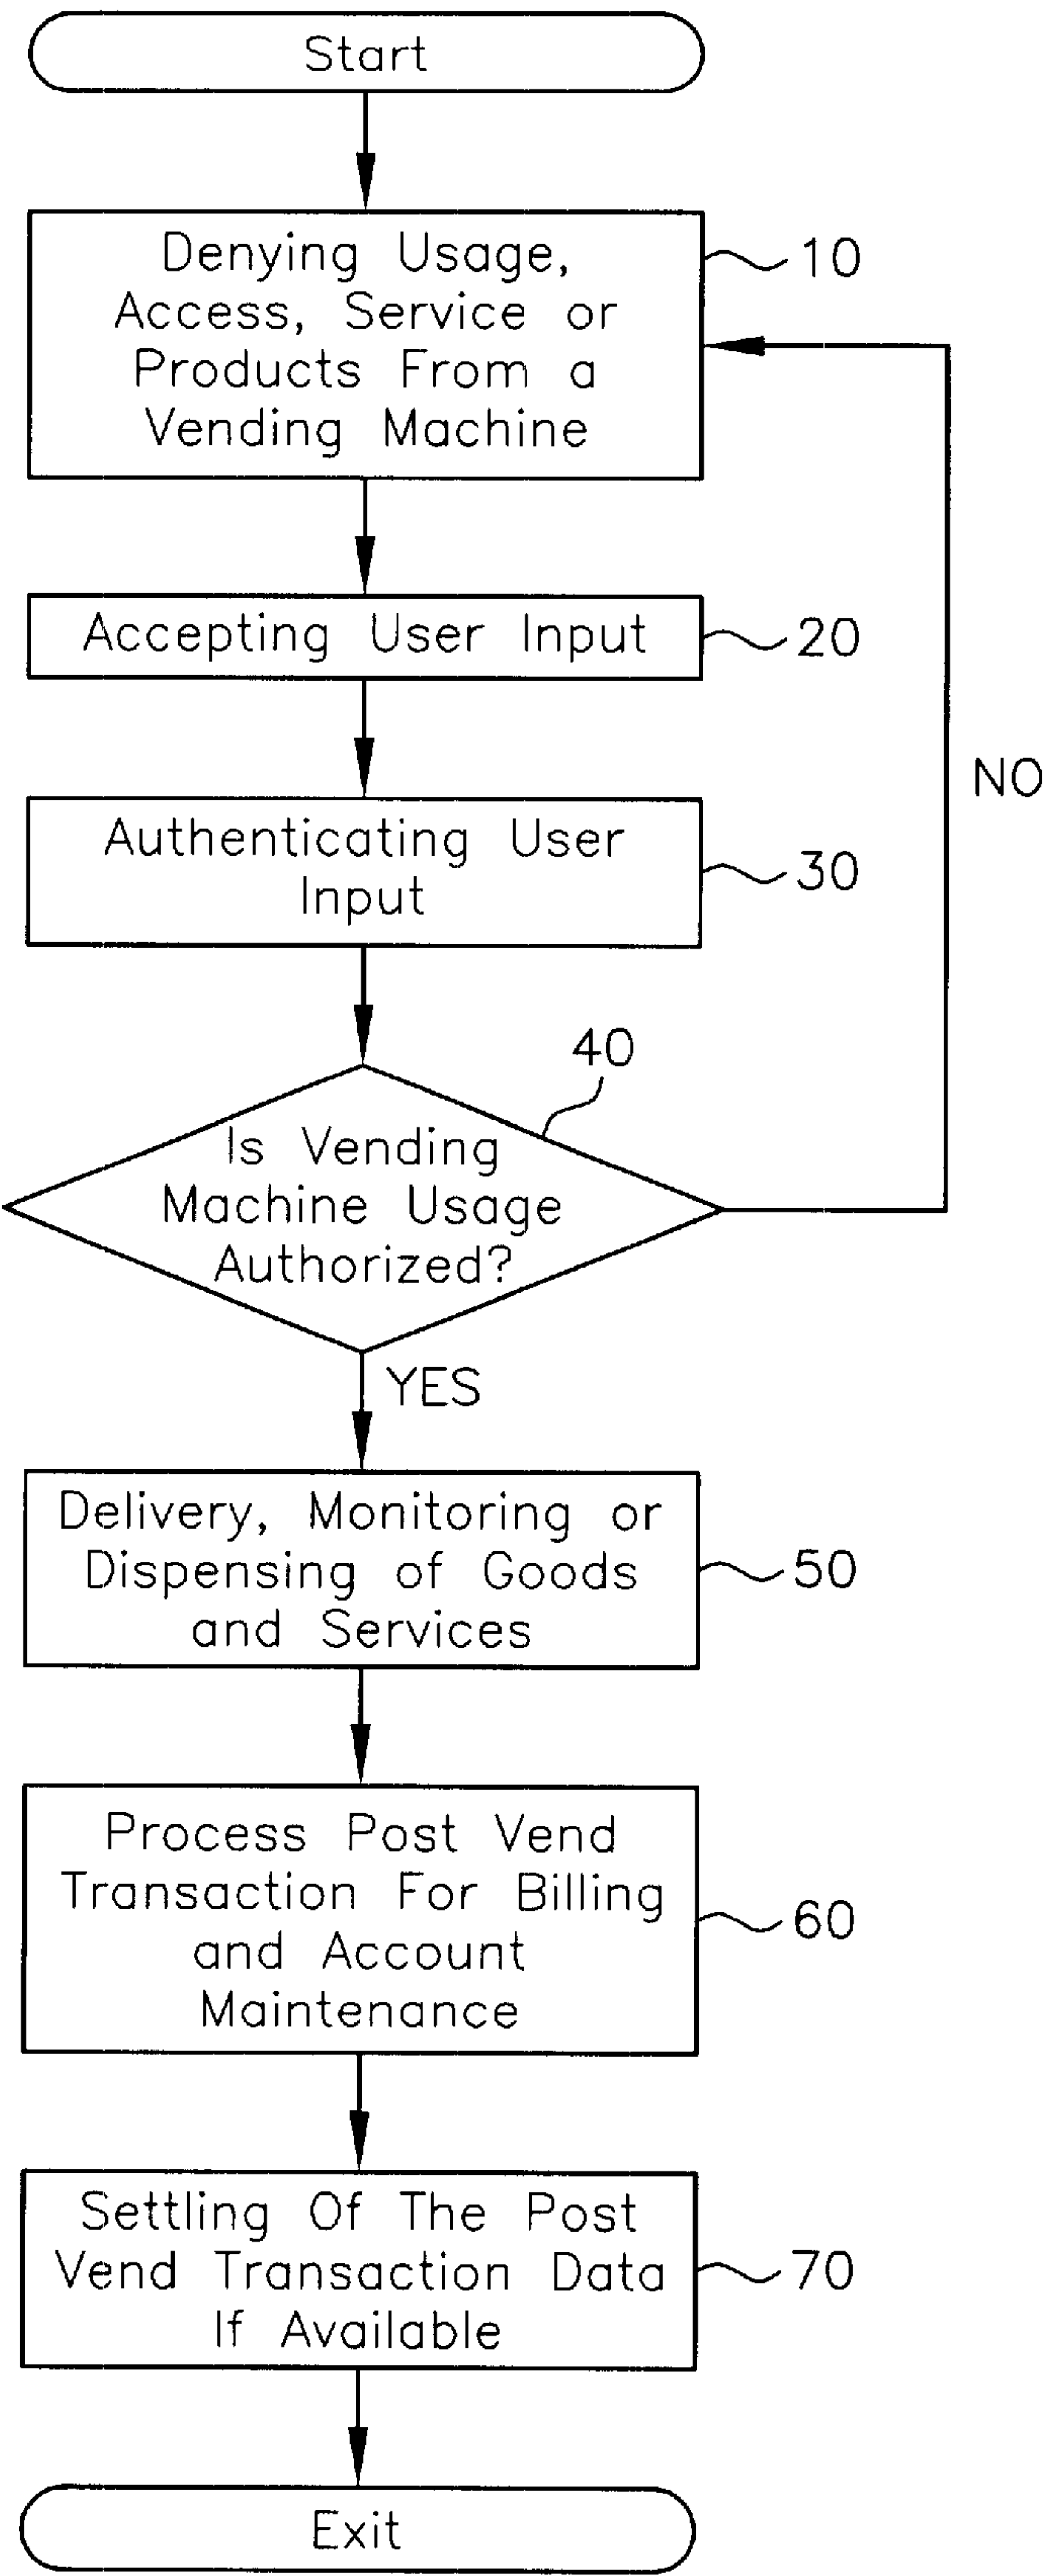 Start
Denying Usage,
Access, Service or
Products From a
Vending Machine
10
Accepting User Input
20
Authenticating User
Input
30
NO
40
Is Vending
Machine Usage
Authorized?
YES
Delivery, Monitoring or
Dispensing of Goods
and Services
50
Process Post Vend
Transaction For Billing
and Account
Maintenance
60
Settling Of The Post
Vend Transaction Data
If Available
70
Exit